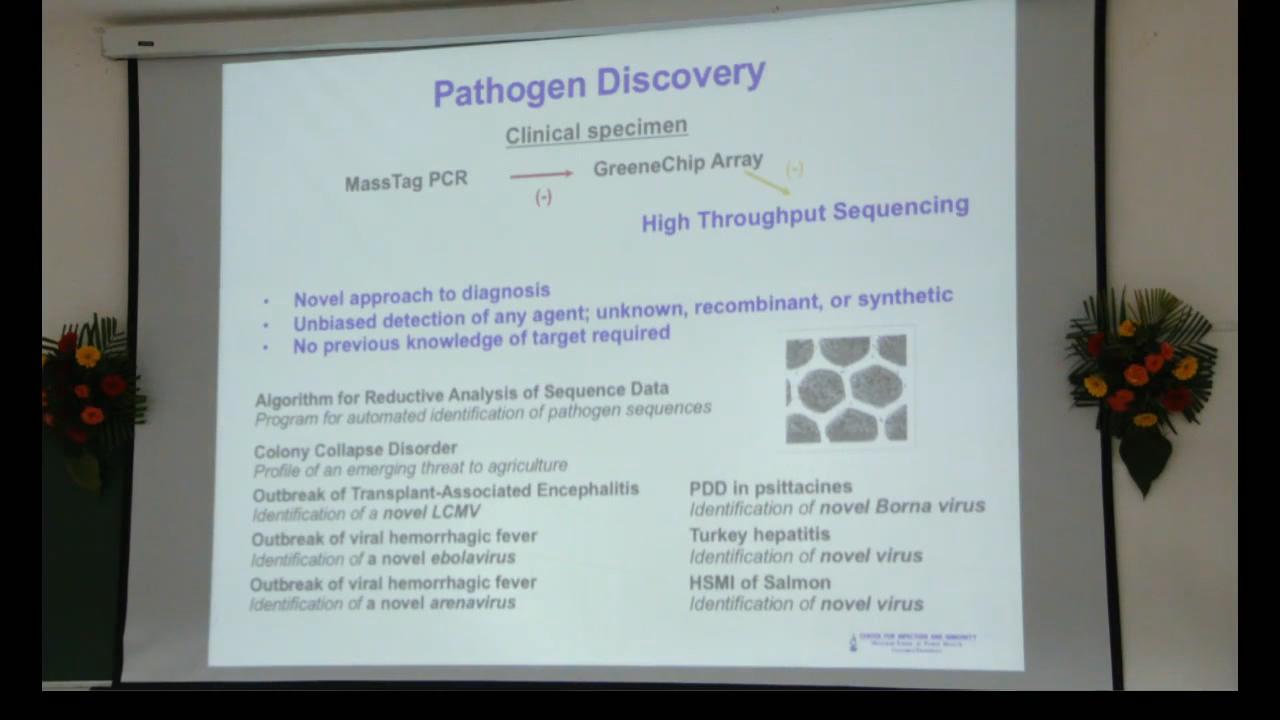 Pathogen Discovery
Clinical specimen
MassTag PCR
(-)
GreeneChip Array
(-)
High Throughput Sequencing
• Novel approach to diagnosis
• Unbiased detection of any agent; unknown, recombinant, or synthetic
• No previous knowledge of target required
Algorithm for Reductive Analysis of Sequence Data
Program for automated identification of pathogen sequences
Colony Collapse Disorder
Profile of an emerging threat to agriculture
Outbreak of Transplant-Associated Encephalitis
Identification of a novel LCMV
Outbreak of viral hemorrhagic fever
Identification of a novel ebolavirus
Outbreak of viral hemorrhagic fever
Identification of a novel arenavirus
PDD in psittacines
Identification of novel Borna virus
Turkey hepatitis
Identification of novel virus
HSMI of Salmon
Identification of novel virus
CENTER FOR INFECTION AND IMMUNITY